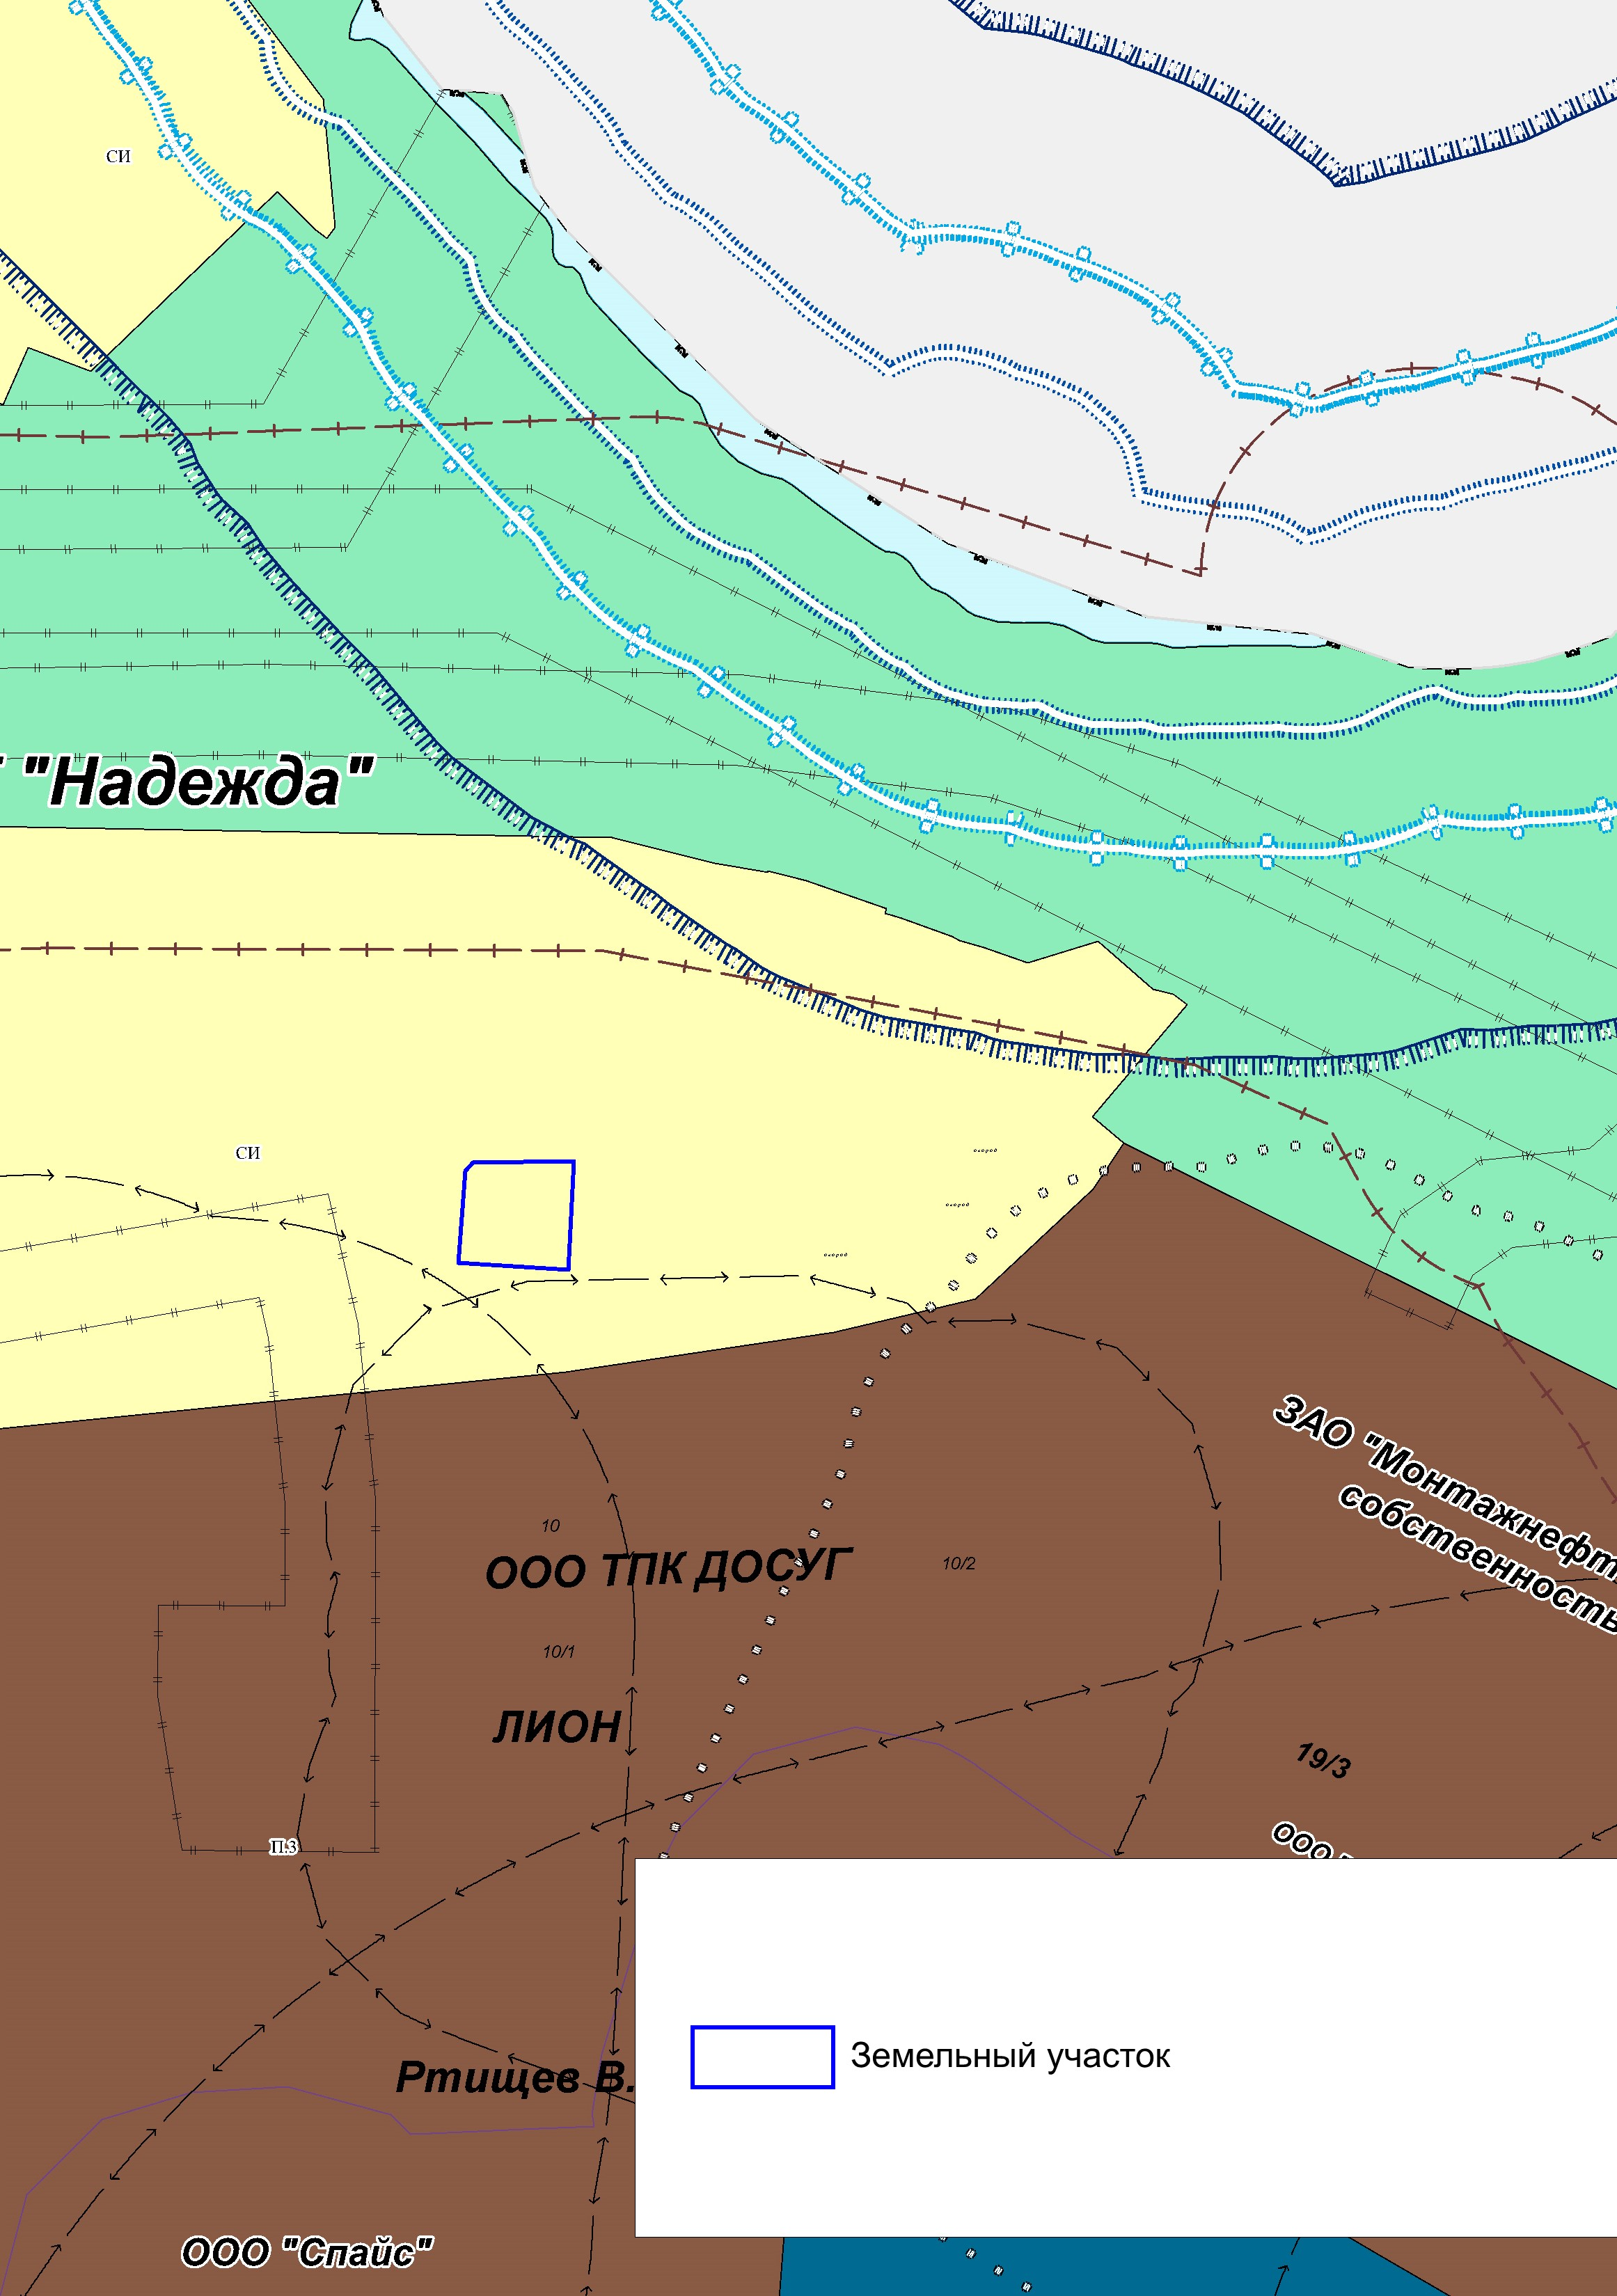 СИ
"Надежда"
СИ
ЗАО "Монтажнефт
собственность
10
ООО ТПК ДОСУГ
10/2
10/1
ЛИОН
19/3
П.3
ООО
Земельный участок
Ртищев В.
ООО "Спайс"